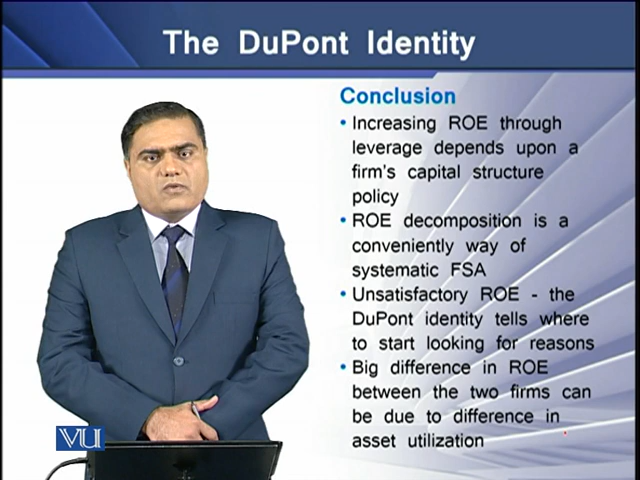 The DuPont Identity
Conclusion
• Increasing ROE through
leverage depends upon a
firm's capital structure
policy
• ROE decomposition is a
conveniently way of
systematic FSA
• Unsatisfactory ROE - the
DuPont identity tells where
to start looking for reasons
• Big difference in ROE
between the two firms can
be due to difference in
asset utilization
VU